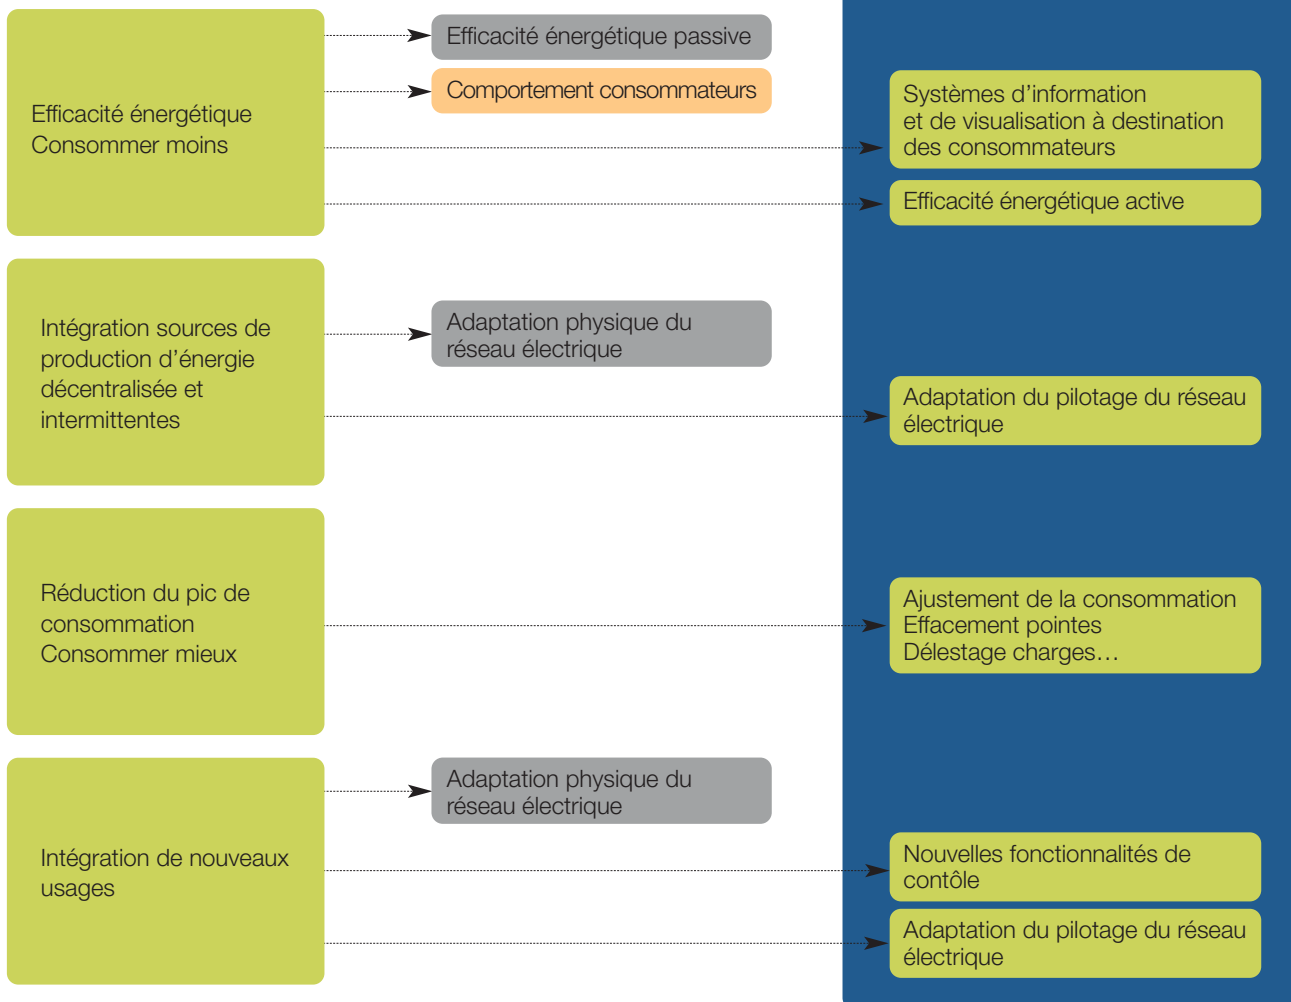 Efficacité énergétique
Consommer moins
Efficacité énergétique passive
Comportement consommateurs
Systèmes d’information
et de visualisation à destination
des consommateurs
Efficacité énergétique active
Intégration sources de
production d’énergie
décentralisée et
intermittentes
Adaptation physique du
réseau électrique
Adaptation du pilotage du réseau
électrique
Réduction du pic de
consommation
Consommer mieux
Ajustement de la consommation
Effacement pointes
Délestage charges…
Intégration de nouveaux
usages
Adaptation physique du
réseau électrique
Nouvelles fonctionnalités de
contôle
Adaptation du pilotage du réseau
électrique